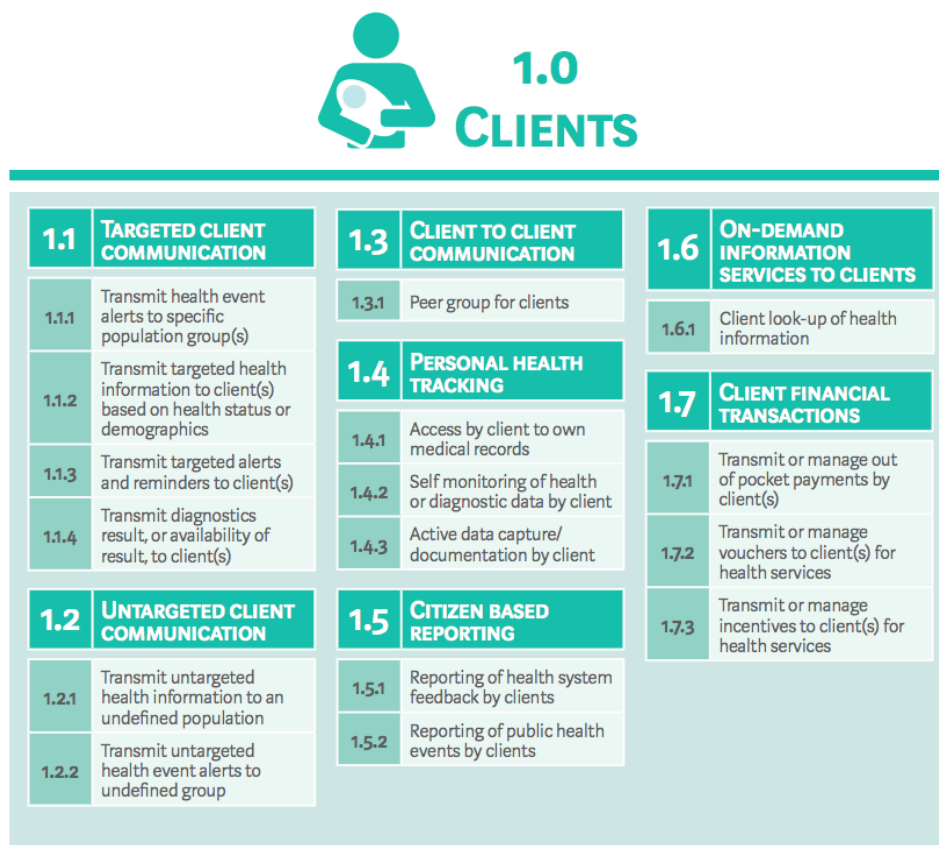 1.0
CLIENTS
1.1
TARGETED CLIENT
COMMUNICATION
1.1.1
Transmit health event
alerts to specific
population group(s)
1.1.2
Transmit targeted health
information to client(s)
based on health status or
demographics
1.1.3
Transmit targeted alerts
and reminders to client(s)
1.1.4
Transmit diagnostics
result, or availability of
result, to client(s)
1.2
UNTARGETED CLIENT
COMMUNICATION
1.2.1
Transmit untargeted
health information to an
undefined population
1.2.2
Transmit untargeted
health event alerts to
undefined group
1.3
CLIENT TO CLIENT
COMMUNICATION
1.3.1
Peer group for clients
1.4
PERSONAL HEALTH
TRACKING
1.4.1
Access by client to own
medical records
1.4.2
Self monitoring of health
or diagnostic data by client
1.4.3
Active data capture/
documentation by client
1.5
CITIZEN BASED
REPORTING
1.5.1
Reporting of health system
feedback by clients
1.5.2
Reporting of public health
events by clients
1.6
ON-DEMAND
INFORMATION
SERVICES TO CLIENTS
1.6.1
Client look-up of health
information
1.7
CLIENT FINANCIAL
TRANSACTIONS
1.7.1
Transmit or manage out
of pocket payments by
client(s)
1.7.2
Transmit or manage
vouchers to client(s) for
health services
1.7.3
Transmit or manage
incentives to client(s) for
health services